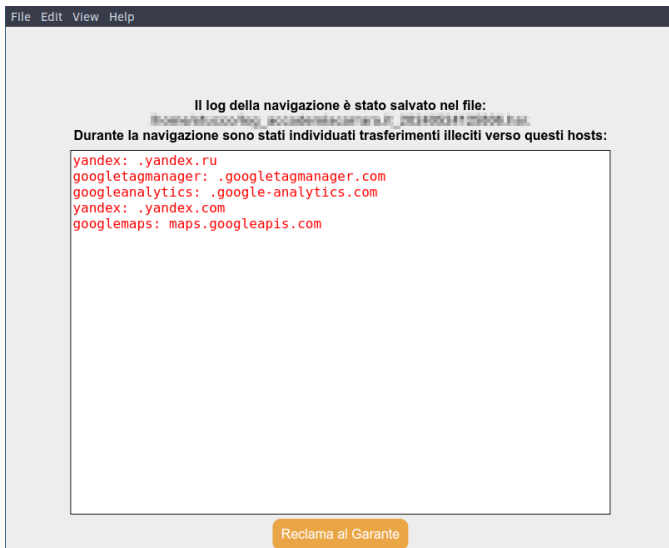 FIle Edit View Help
Il log della navigazione è stato salvato nel file:
Durante la navigazione sono stati individuati trasferimenti illeciti verso questi hosts:
yandex: .yandex.ru
googletagmanager: .googletagmanager.com
googleanalytics: .google-analytics.com
yandex: .yandex.com
googlemaps: maps.googleapis.com
Reclama al Garante